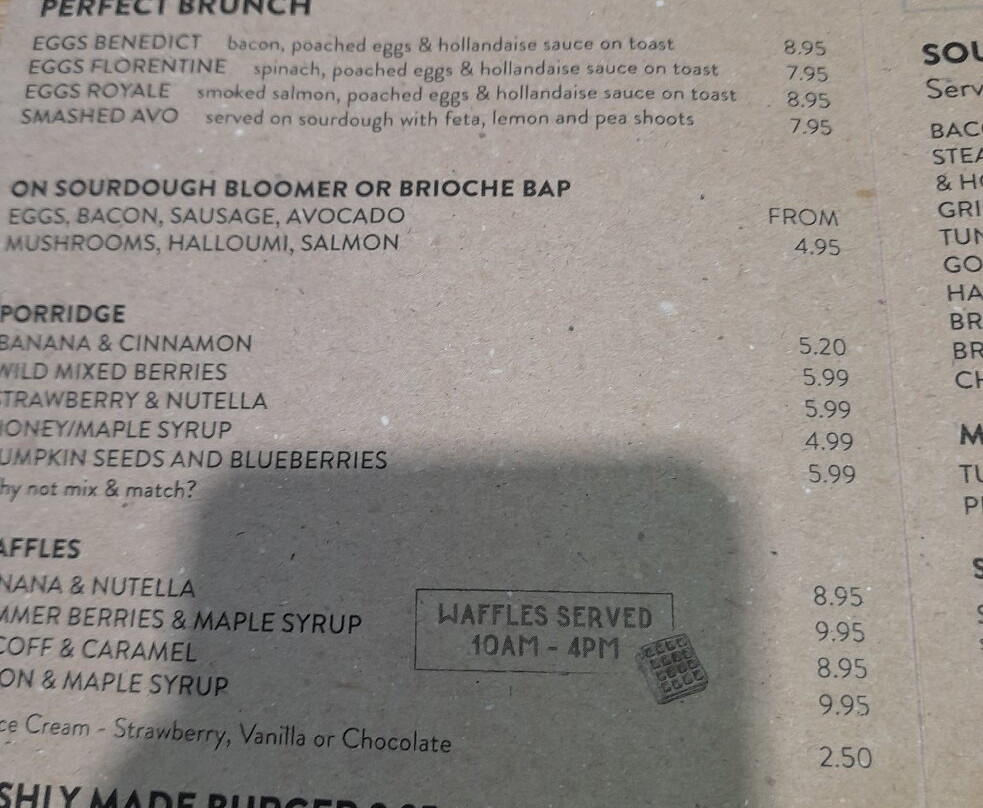 PERFECT BRUNCH
EGGS BENEDICT bacon, poached eggs & hollandaise sauce on toast 8.95
EGGS FLORENTINE spinach, poached eggs & hollandaise sauce on toast 7.95
EGGS ROYALE smoked salmon, poached eggs & hollandaise sauce on toast 8.95
SMASHED AVO served on sourdough with feta, lemon and pea shoots 7.95
ON SOURDOUGH BLOOMER OR BRIOCHE BAP
EGGS, BACON, SAUSAGE, AVOCADO FROM
MUSHROOMS, HALLOUMI, SALMON 4.95
PORRIDGE
BANANA & CINNAMON 5.20
WILD MIXED BERRIES 5.99
TRAWBERRY & NUTELLA 5.99
HONEY/MAPLE SYRUP 4.99
UMPKIN SEEDS AND BLUEBERRIES 5.99
hy not mix & match?
AFFLES
NANA & NUTELLA 8.95
MMER BERRIES & MAPLE SYRUP 9.95
COFF & CARAMEL 8.95
ON & MAPLE SYRUP 9.95
ce Cream - Strawberry, Vanilla or Chocolate 2.50
WAFFLES SERVED
10AM - 4PM
SHLY MADE BURGER
SOU
Serv
BAC
STEA
& HO
GRI
TUN
GO
HA
BR
BR
CH
M
TU
P
S